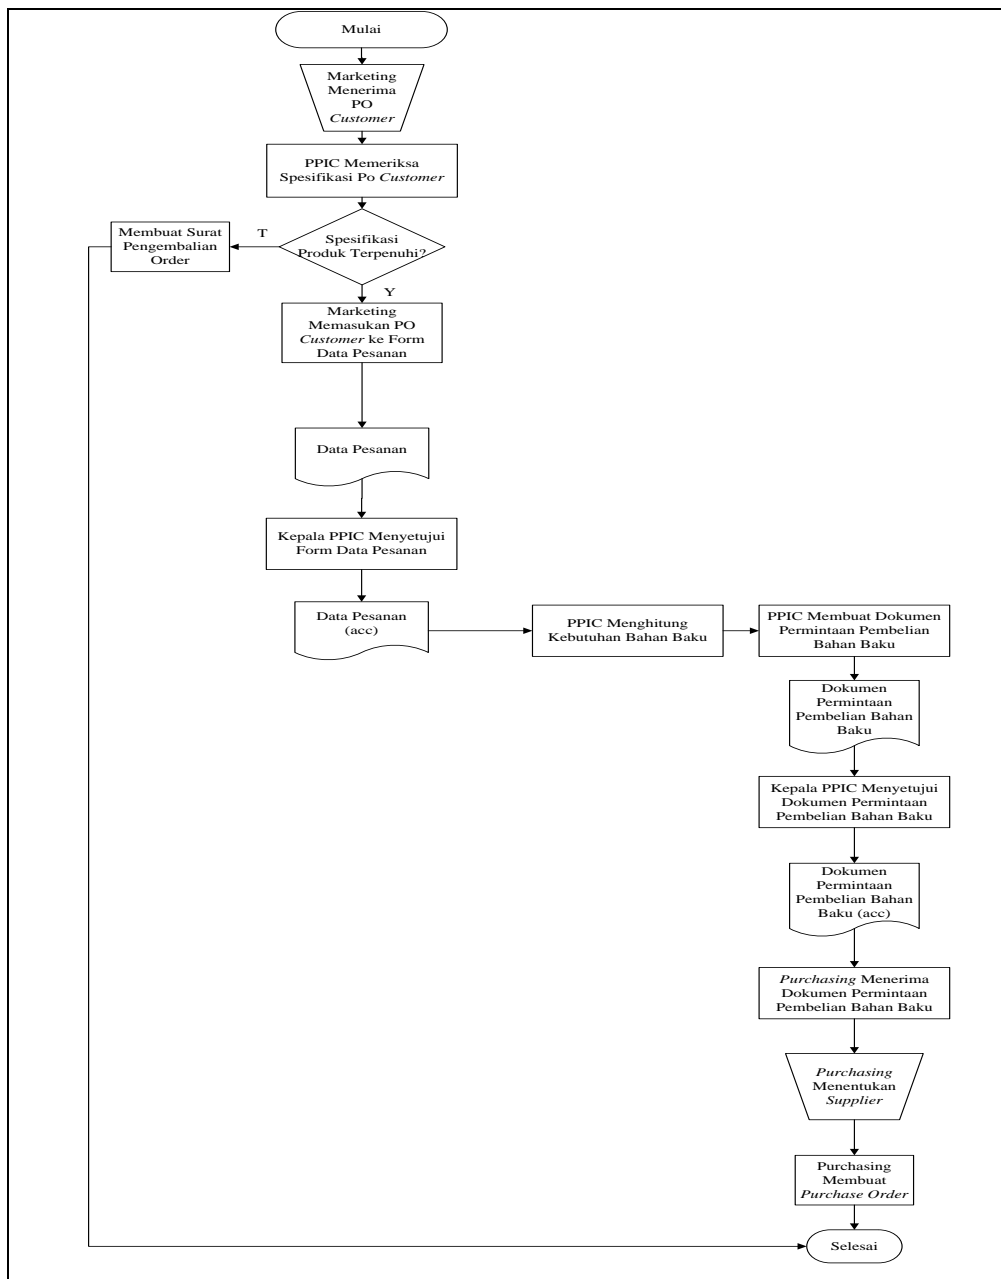 Mulai
Marketing
Menerima
PO
Customer
PPIC Memeriksa
Spesifikasi Po Customer
Spesifikasi
Produk Terpenuhi?
T
Membuat Surat
Pengembalian
Order
Y
Marketing
Memasukan PO
Customer ke Form
Data Pesanan
Data Pesanan
Kepala PPIC Menyetujui
Form Data Pesanan
Data Pesanan
(acc)
PPIC Menghitung
Kebutuhan Bahan Baku
PPIC Membuat Dokumen
Permintaan Pembelian
Bahan Baku
Dokumen
Permintaan
Pembelian Bahan
Baku
Kepala PPIC Menyetujui
Dokumen Permintaan
Pembelian Bahan Baku
Dokumen
Permintaan
Pembelian Bahan
Baku (acc)
Purchasing Menerima
Dokumen Permintaan
Pembelian Bahan Baku
Purchasing
Menentukan
Supplier
Purchasing
Membuat
Purchase Order
Selesai